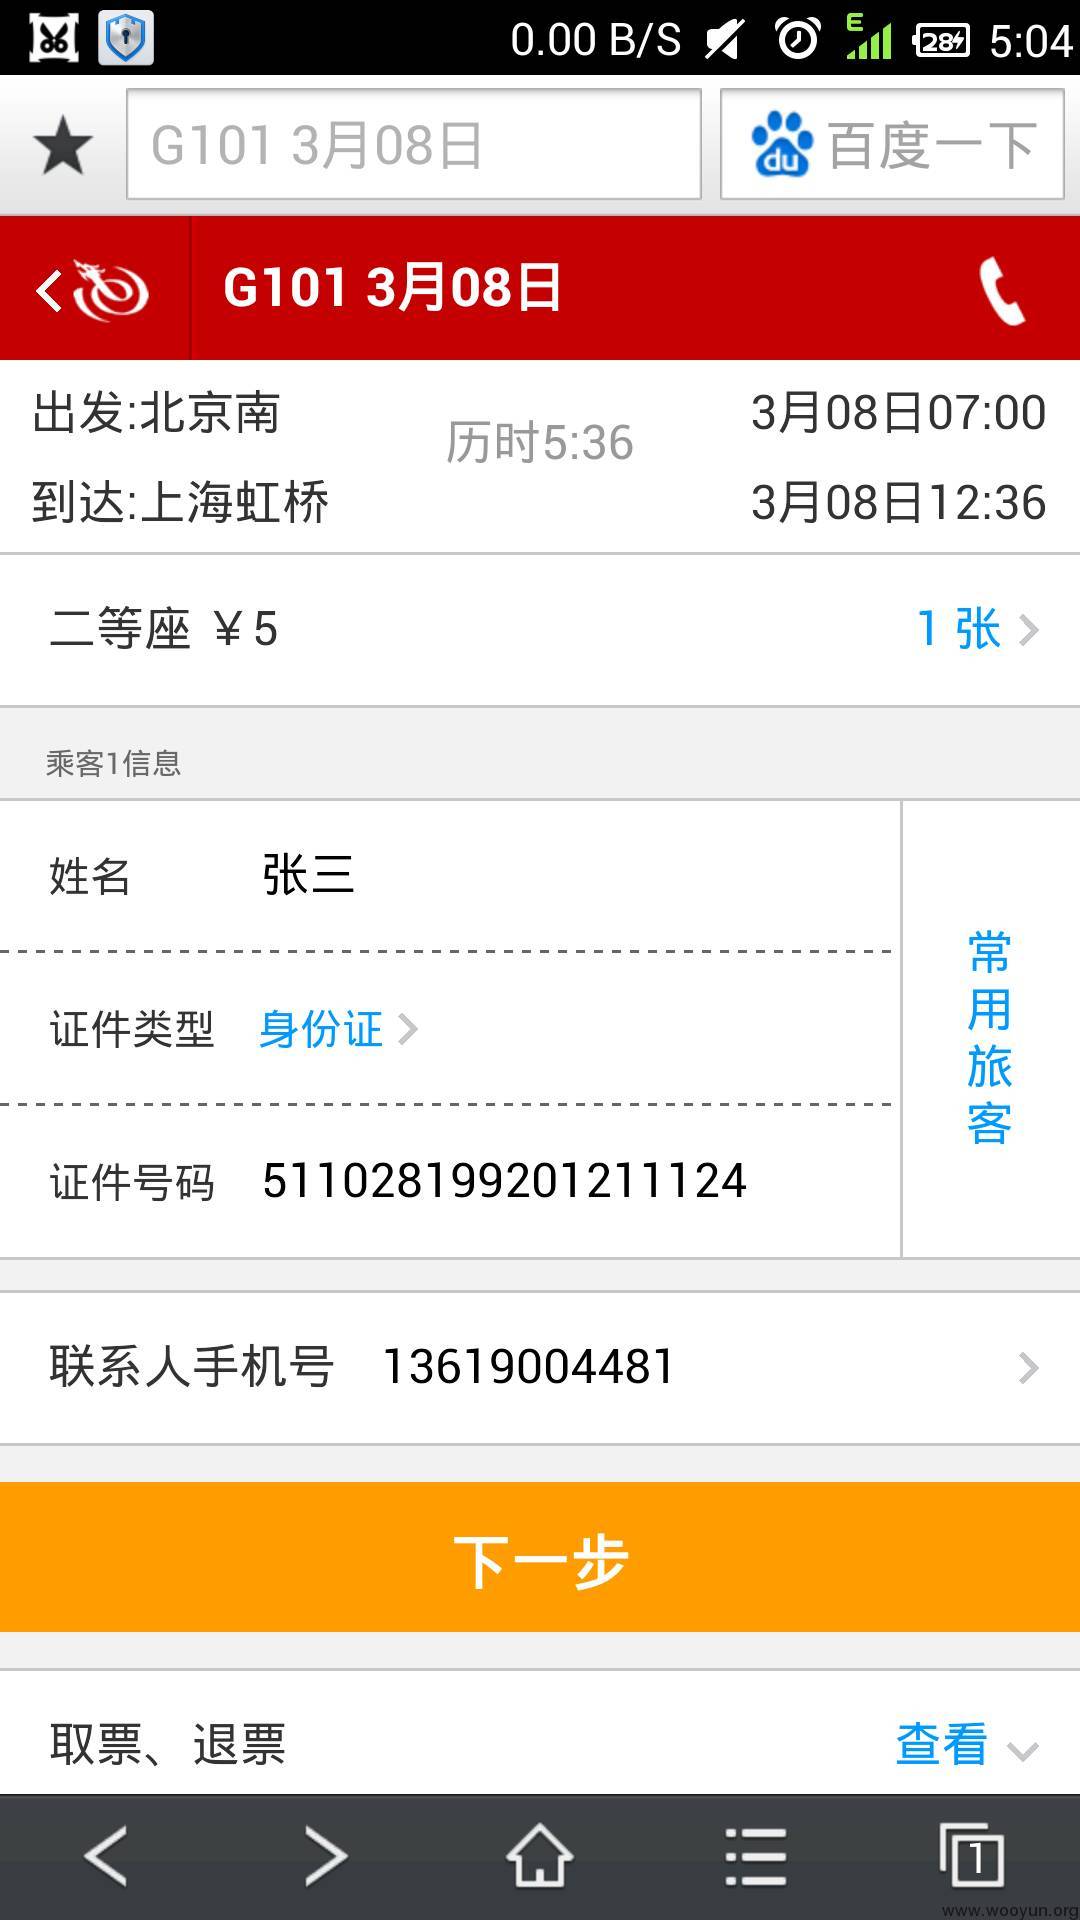 0.00 B/S E 28 5:04
G101 3月08日 du 百度一下
G101 3月08日
出发:北京南 3月08日07:00
历时5:36
到达:上海虹桥 3月08日12:36
二等座 ¥5 1 张
乘客1信息
姓名 张三
证件类型 身份证
证件号码 511028199201211124
常用旅客
联系人手机号 13619004481
下一步
取票、退票 查看
1
www.wooyun.org